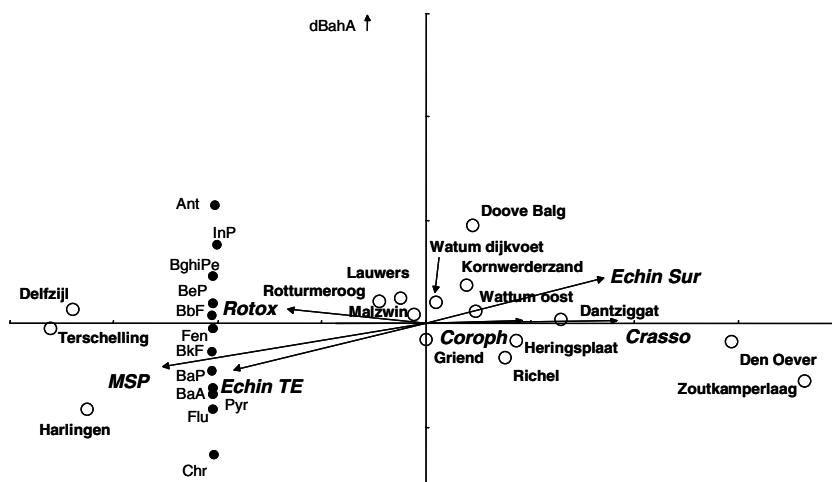 dBahA
Ant
Doove Balg
InP
Watum dijkvoet
BghiPe
Lauwers
Kornwerderzand
Echin Sur
Delfzijl
BeP
Rotturmeroog
Wattum oost
BbF
Rotox
Malzwin
Dantziggat
Terschelling
Fen
Coroph
Crasso
BkF
Griend
Heringsplaat
Den Oever
MSP
BaP
Echin TE
Richel
BaA
Zoutkamperlaag
Pyr
Flu
Harlingen
Chr